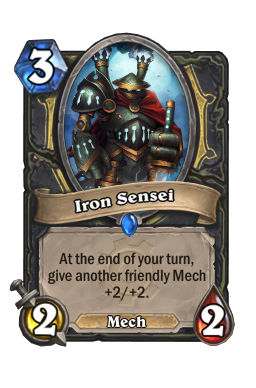 3
Iron Sensei
At the end of your turn,
give another friendly Mech
+2/+2.
2
Mech
2